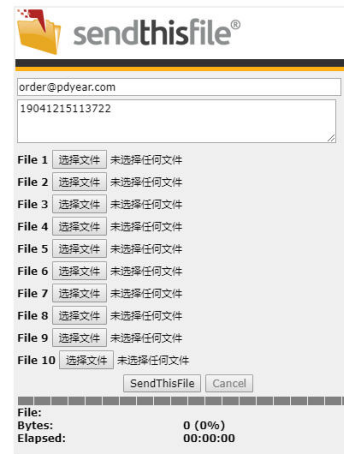 sendthisfile®
order@pdyear.com
19041215113722
File 1 选择文件 未选择任何文件
File 2 选择文件 未选择任何文件
File 3 选择文件 未选择任何文件
File 4 选择文件 未选择任何文件
File 5 选择文件 未选择任何文件
File 6 选择文件 未选择任何文件
File 7 选择文件 未选择任何文件
File 8 选择文件 未选择任何文件
File 9 选择文件 未选择任何文件
File 10 选择文件 未选择任何文件
SendThisFile Cancel
File:
Bytes: 0 (0%)
Elapsed: 00:00:00